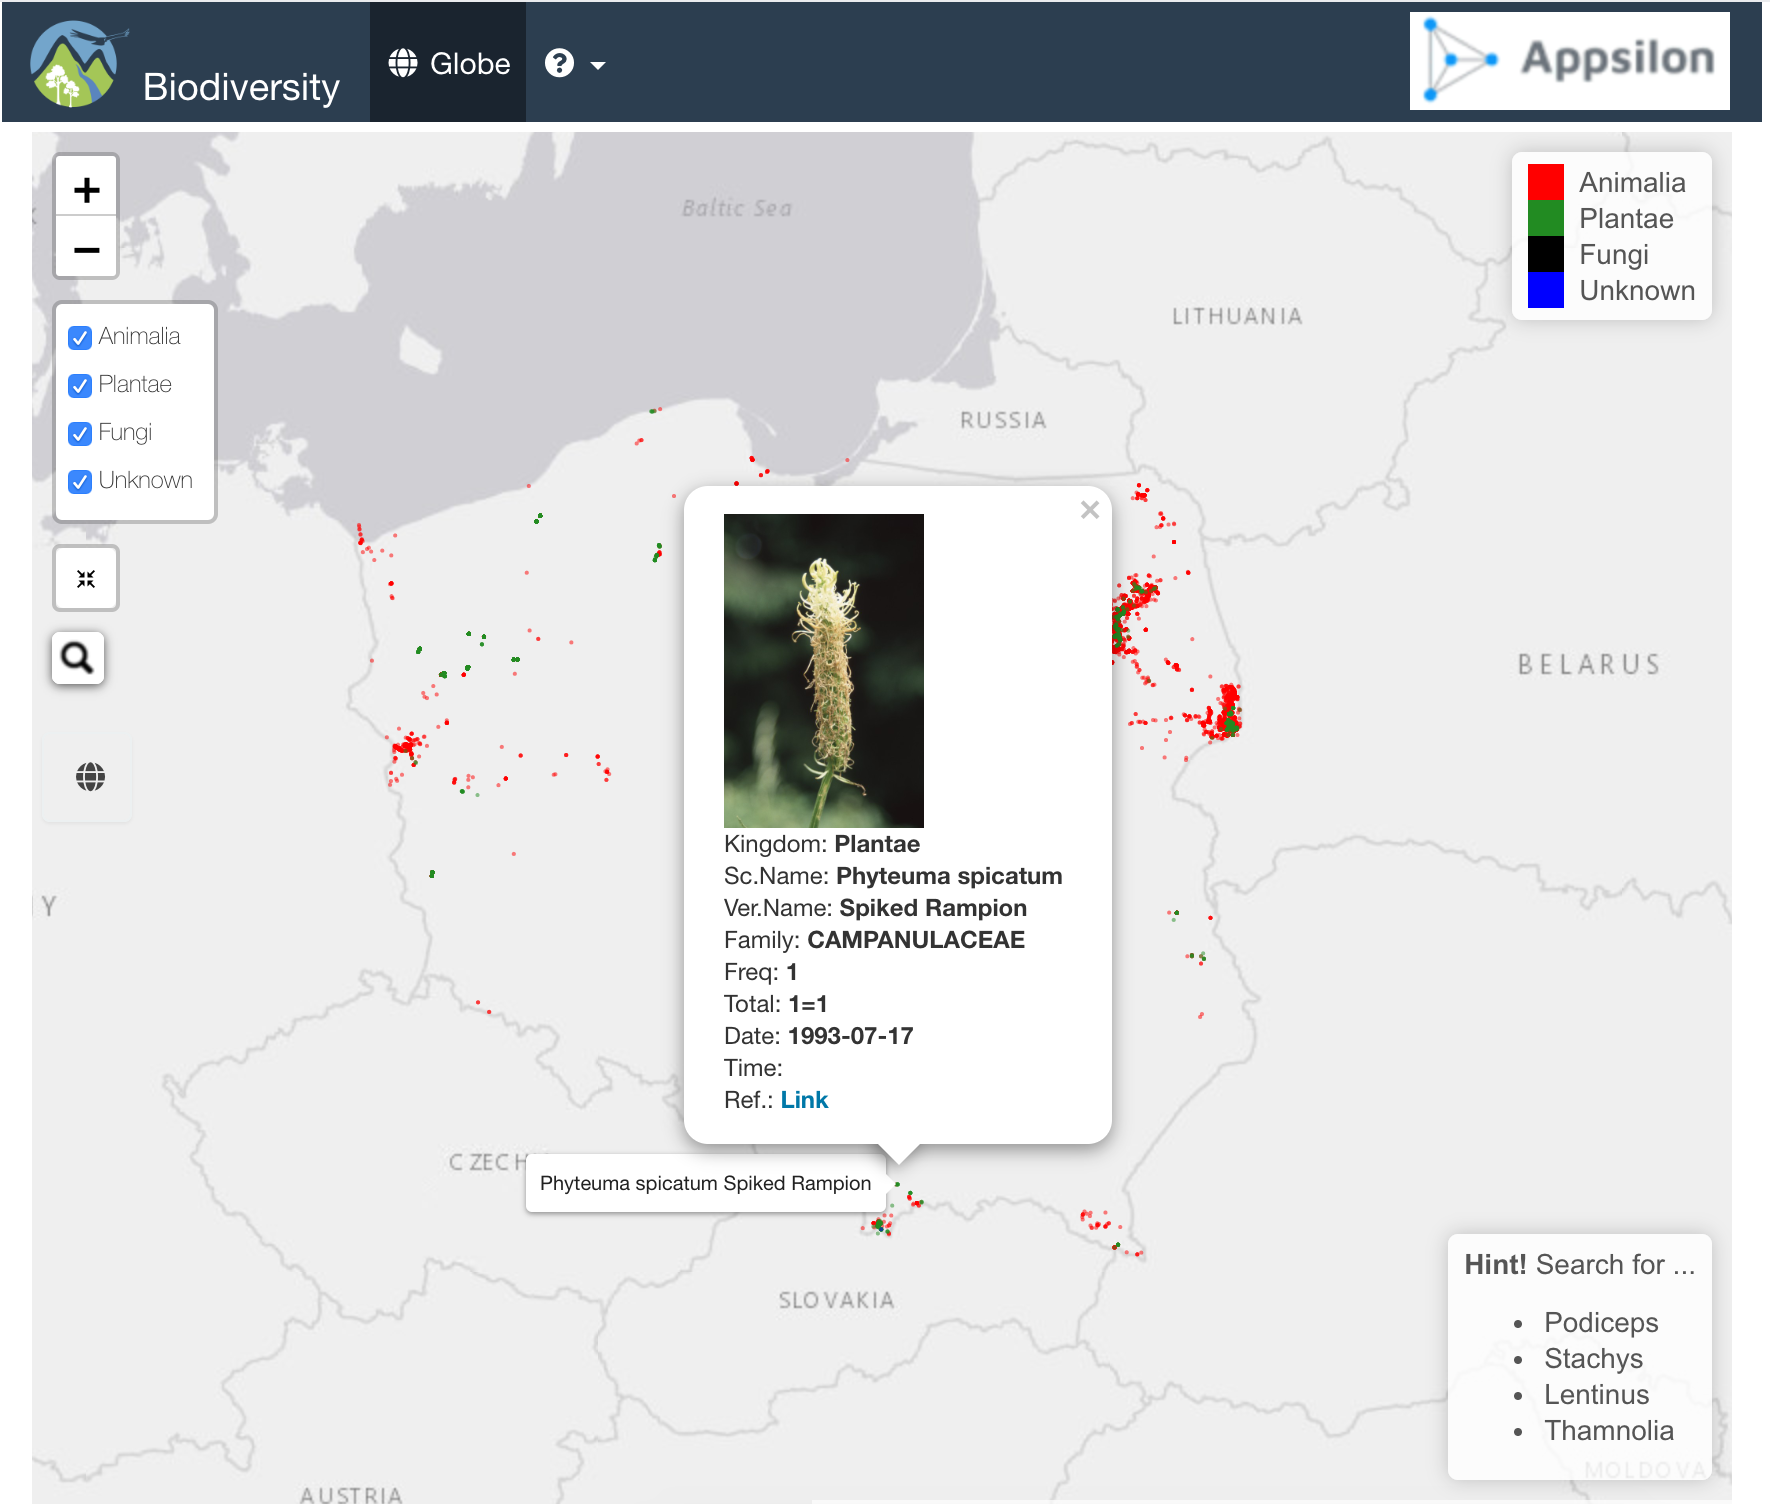 Biodiversity
Globe
?
Appsilon
+
−
Animalia
Plantae
Fungi
Unknown
Animalia
Plantae
Fungi
Unknown
Baltic Sea
LITHUANIA
RUSSIA
BELARUS
Y
×
Kingdom: Plantae
Sc.Name: Phyteuma spicatum
Ver.Name: Spiked Rampion
Family: CAMPANULACEAE
Freq: 1
Total: 1=1
Date: 1993-07-17
Time:
Ref.: Link
CZECH
Phyteuma spicatum Spiked Rampion
SLOVAKIA
AUSTRIA
Hint! Search for ...
• Podiceps
• Stachys
• Lentinus
• Thamnolia
MOLDOVA